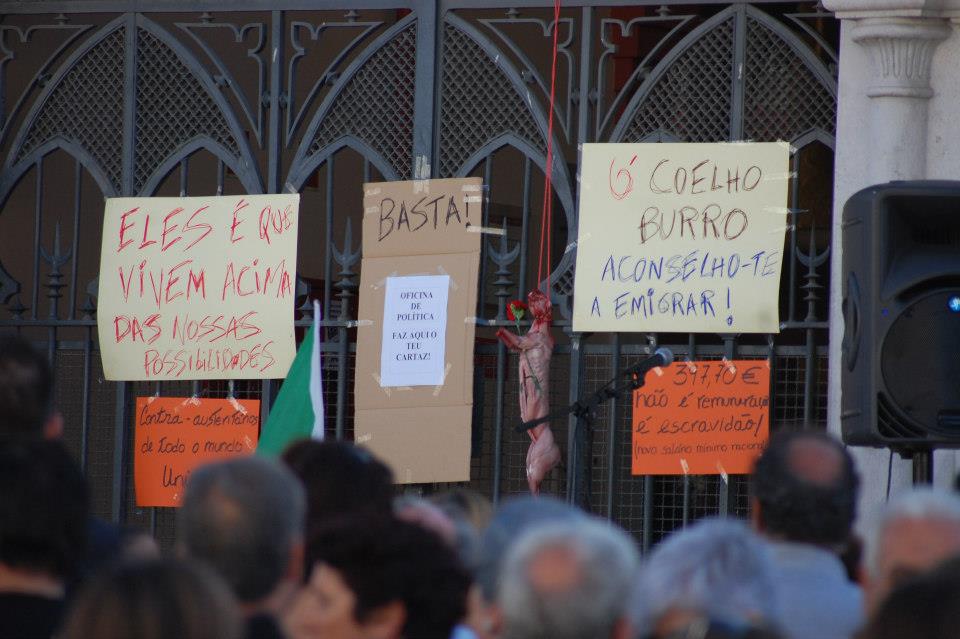 ELES É QUE
VIVEM ACIMA
DAS NOSSAS
POSSIBILIDADES
BASTA!
OFICINA
DE
POLÍTICA
FAZ AQUI O
TEU
CARTAZ!
Ó COELHO
BURRO
ACONSELHO-TE
A EMIGRAR!
Contra-austeritários
de todo o mundo
377,70 €
não é remuneração
é escravidão/
(novo salário mínimo nacional)